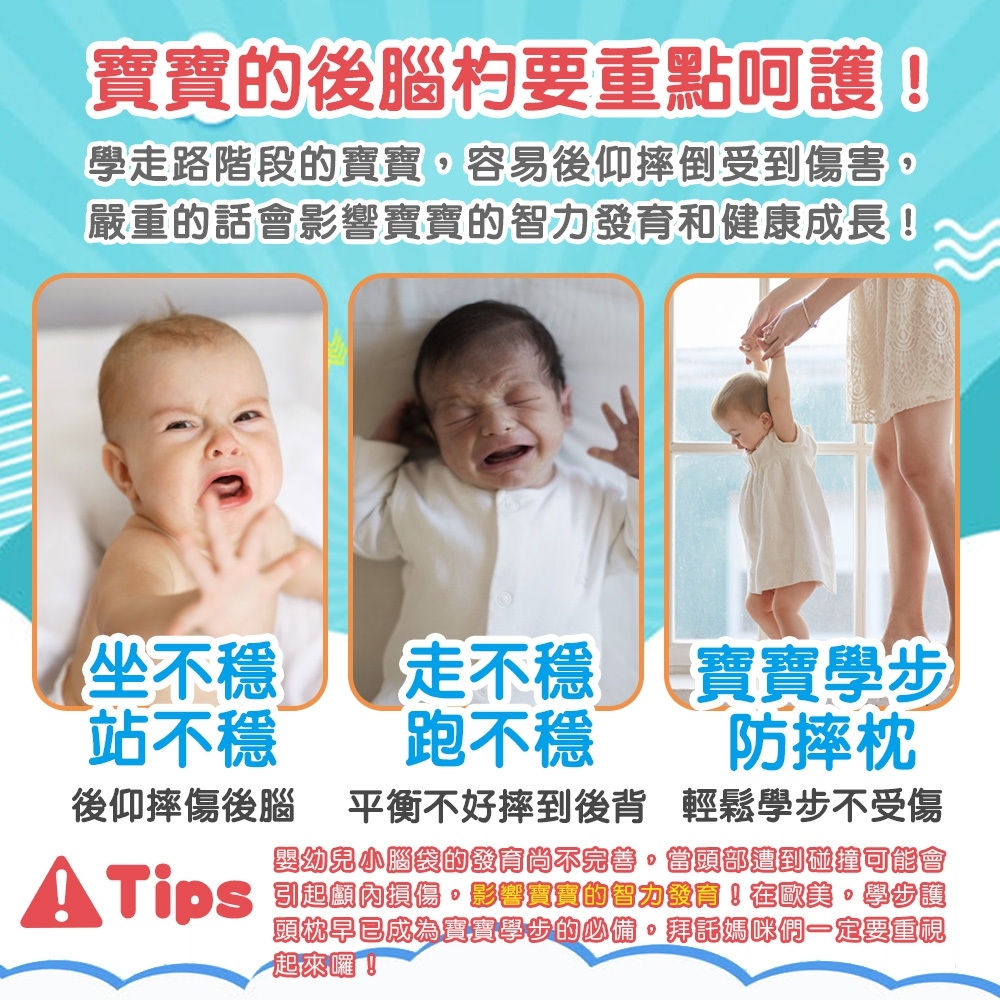 寶寶的後腦杓要重點呵護！
學走路階段的寶寶，容易後仰摔倒受到傷害，
嚴重的話會影響寶寶的智力發育和健康成長！
坐不穩
站不穩
後仰摔傷後腦
走不穩
跑不穩
平衡不好摔到後背
寶寶學步
防摔枕
輕鬆學步不受傷
Tips
嬰幼兒小腦袋的發育尚不完善，當頭部遭到碰撞可能會
引起顱內損傷，影響寶寶的智力發育！在歐美，學步護
頭枕早已成為寶寶學步的必備，拜託媽咪們一定要重視
起來囉！